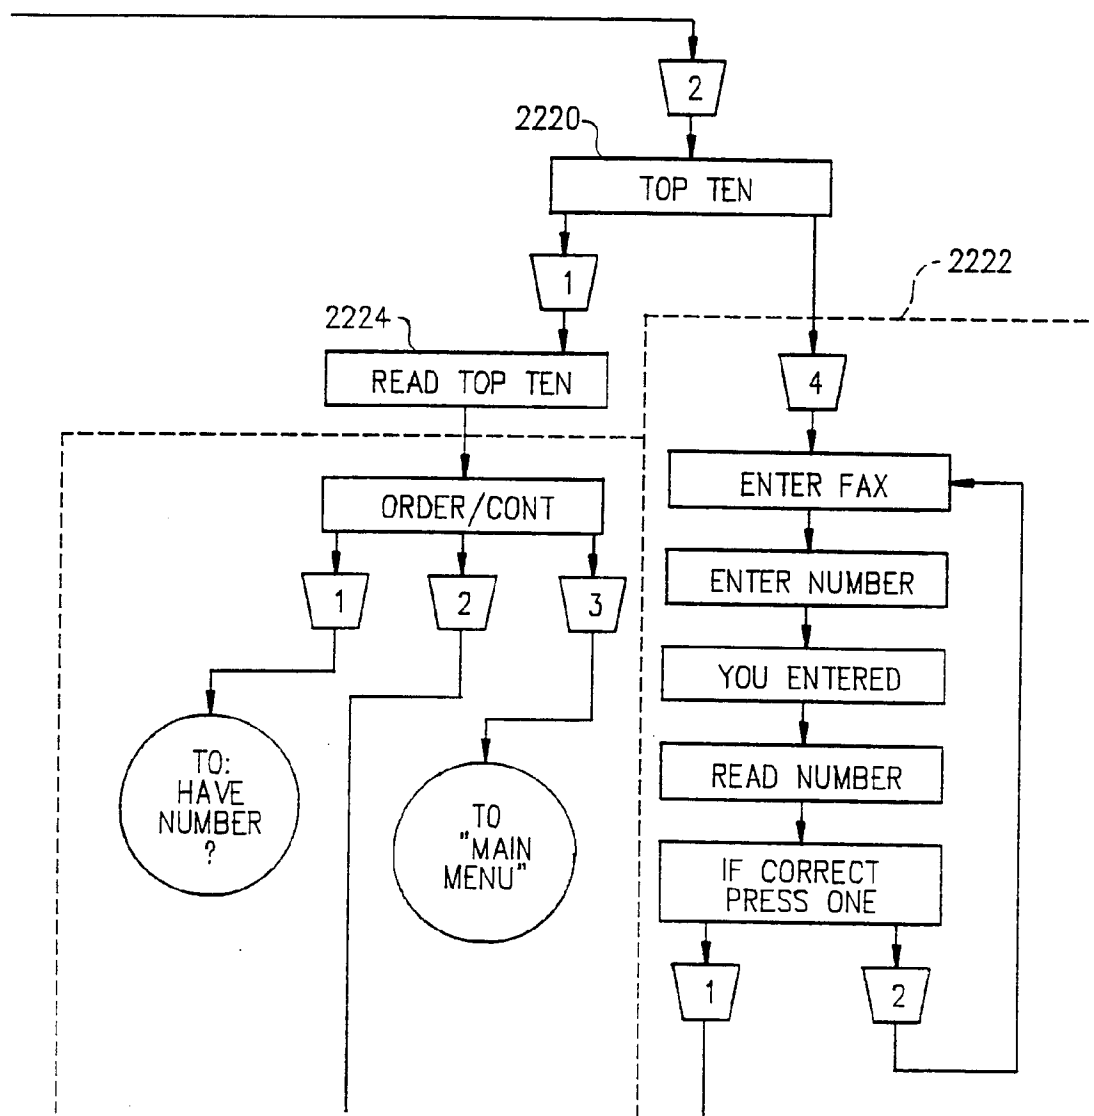 2
2220
TOP TEN
1
2222
2224
READ TOP TEN
4
ORDER/CONT
ENTER FAX
1
2
3
ENTER NUMBER
YOU ENTERED
TO:
HAVE
NUMBER
?
READ NUMBER
TO
"MAIN
MENU"
IF CORRECT
PRESS ONE
1
2